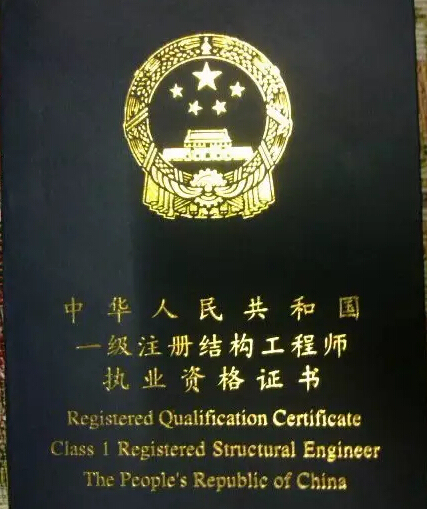 中华人民共和国
一级注册结构工程师
执业资格证书
Registered Qualification Certificate
Class 1 Registered Structural Engineer
The People's Republic of China